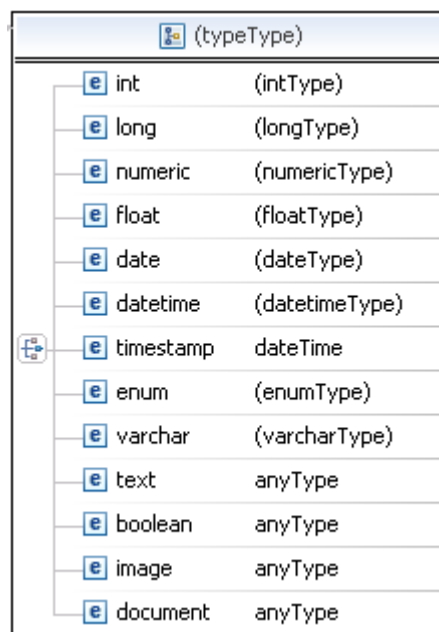 (typeType)
e int (intType)
e long (longType)
e numeric (numericType)
e float (floatType)
e date (dateType)
e datetime (datetimeType)
e timestamp dateTime
e enum (enumType)
e varchar (varcharType)
e text anyType
e boolean anyType
e image anyType
e document anyType